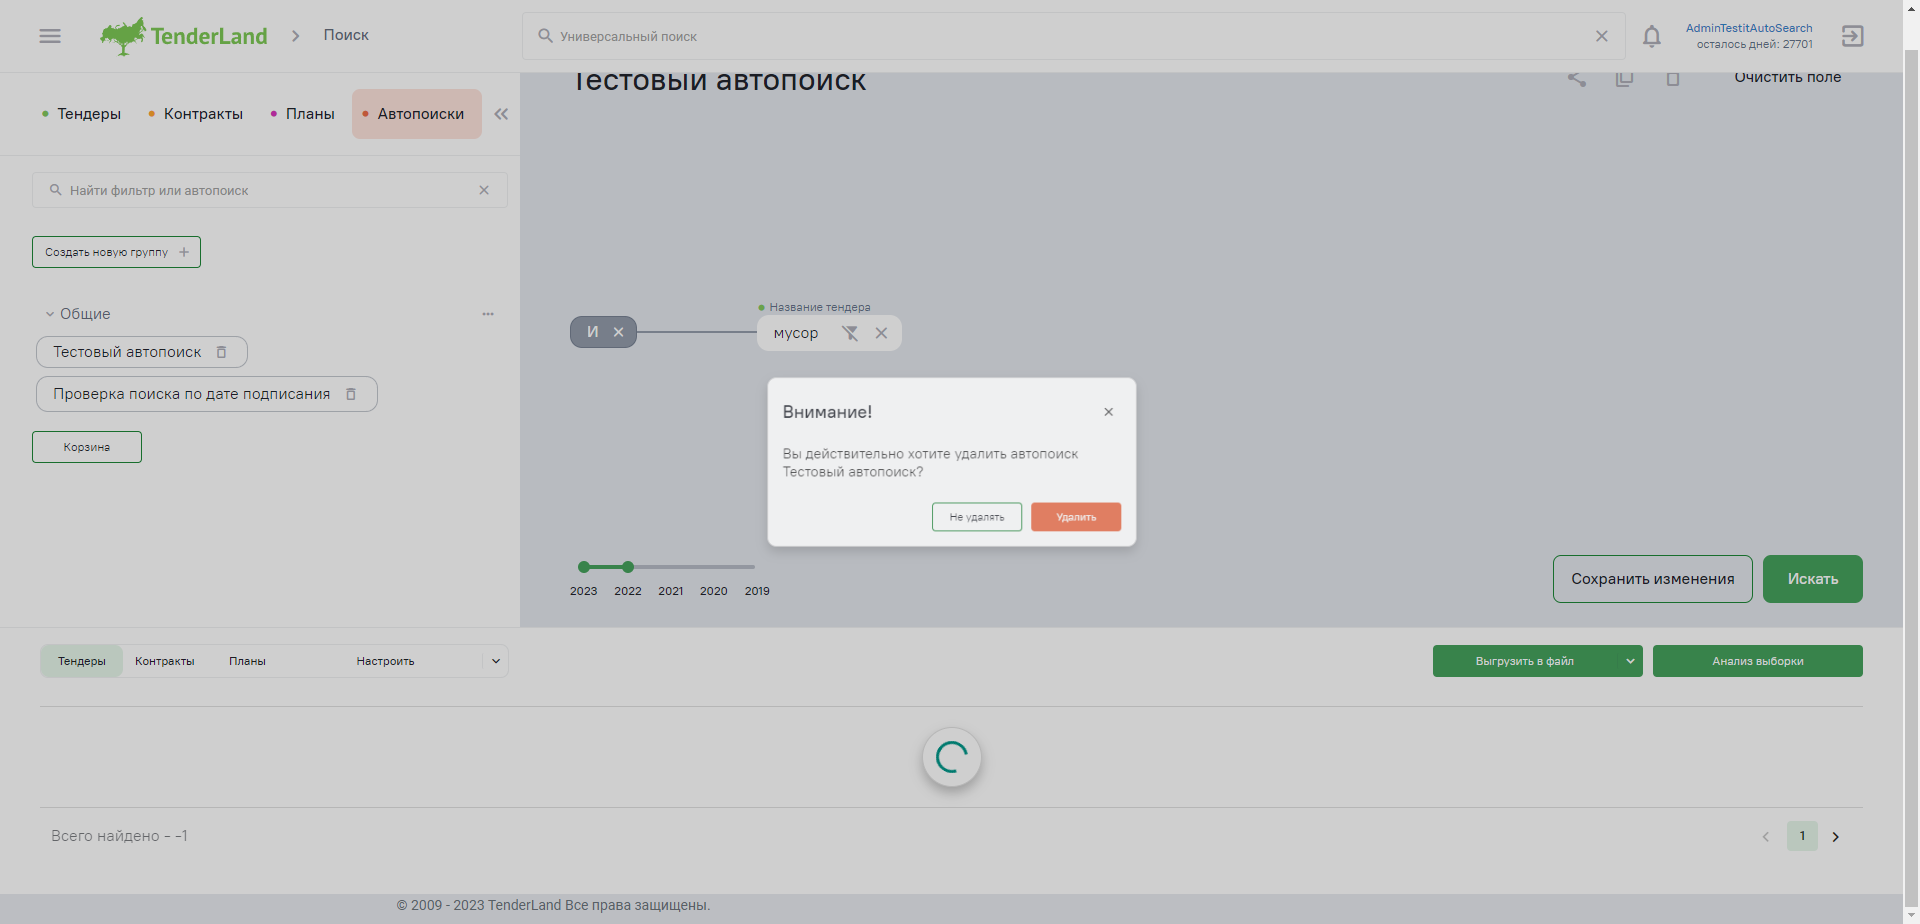 TenderLand
Поиск
Универсальный поиск
AdminTestitAutoSearch
осталось дней: 27701
Тендеры
Контракты
Планы
Автопоиски
Тестовый автопоиск
Очистить поле
Найти фильтр или автопоиск
Создать новую группу
Общие
Тестовый автопоиск
Проверка поиска по дате подписания
Корзина
Название тендера
И
мусор
Внимание!
Вы действительно хотите удалить автопоиск
Тестовый автопоиск?
Не удалять
Удалить
2023 2022 2021 2020 2019
Сохранить изменения
Искать
Тендеры
Контракты
Планы
Настроить
Выгрузить в файл
Анализ выборки
Всего найдено - -1
1
© 2009 - 2023 TenderLand Все права защищены.